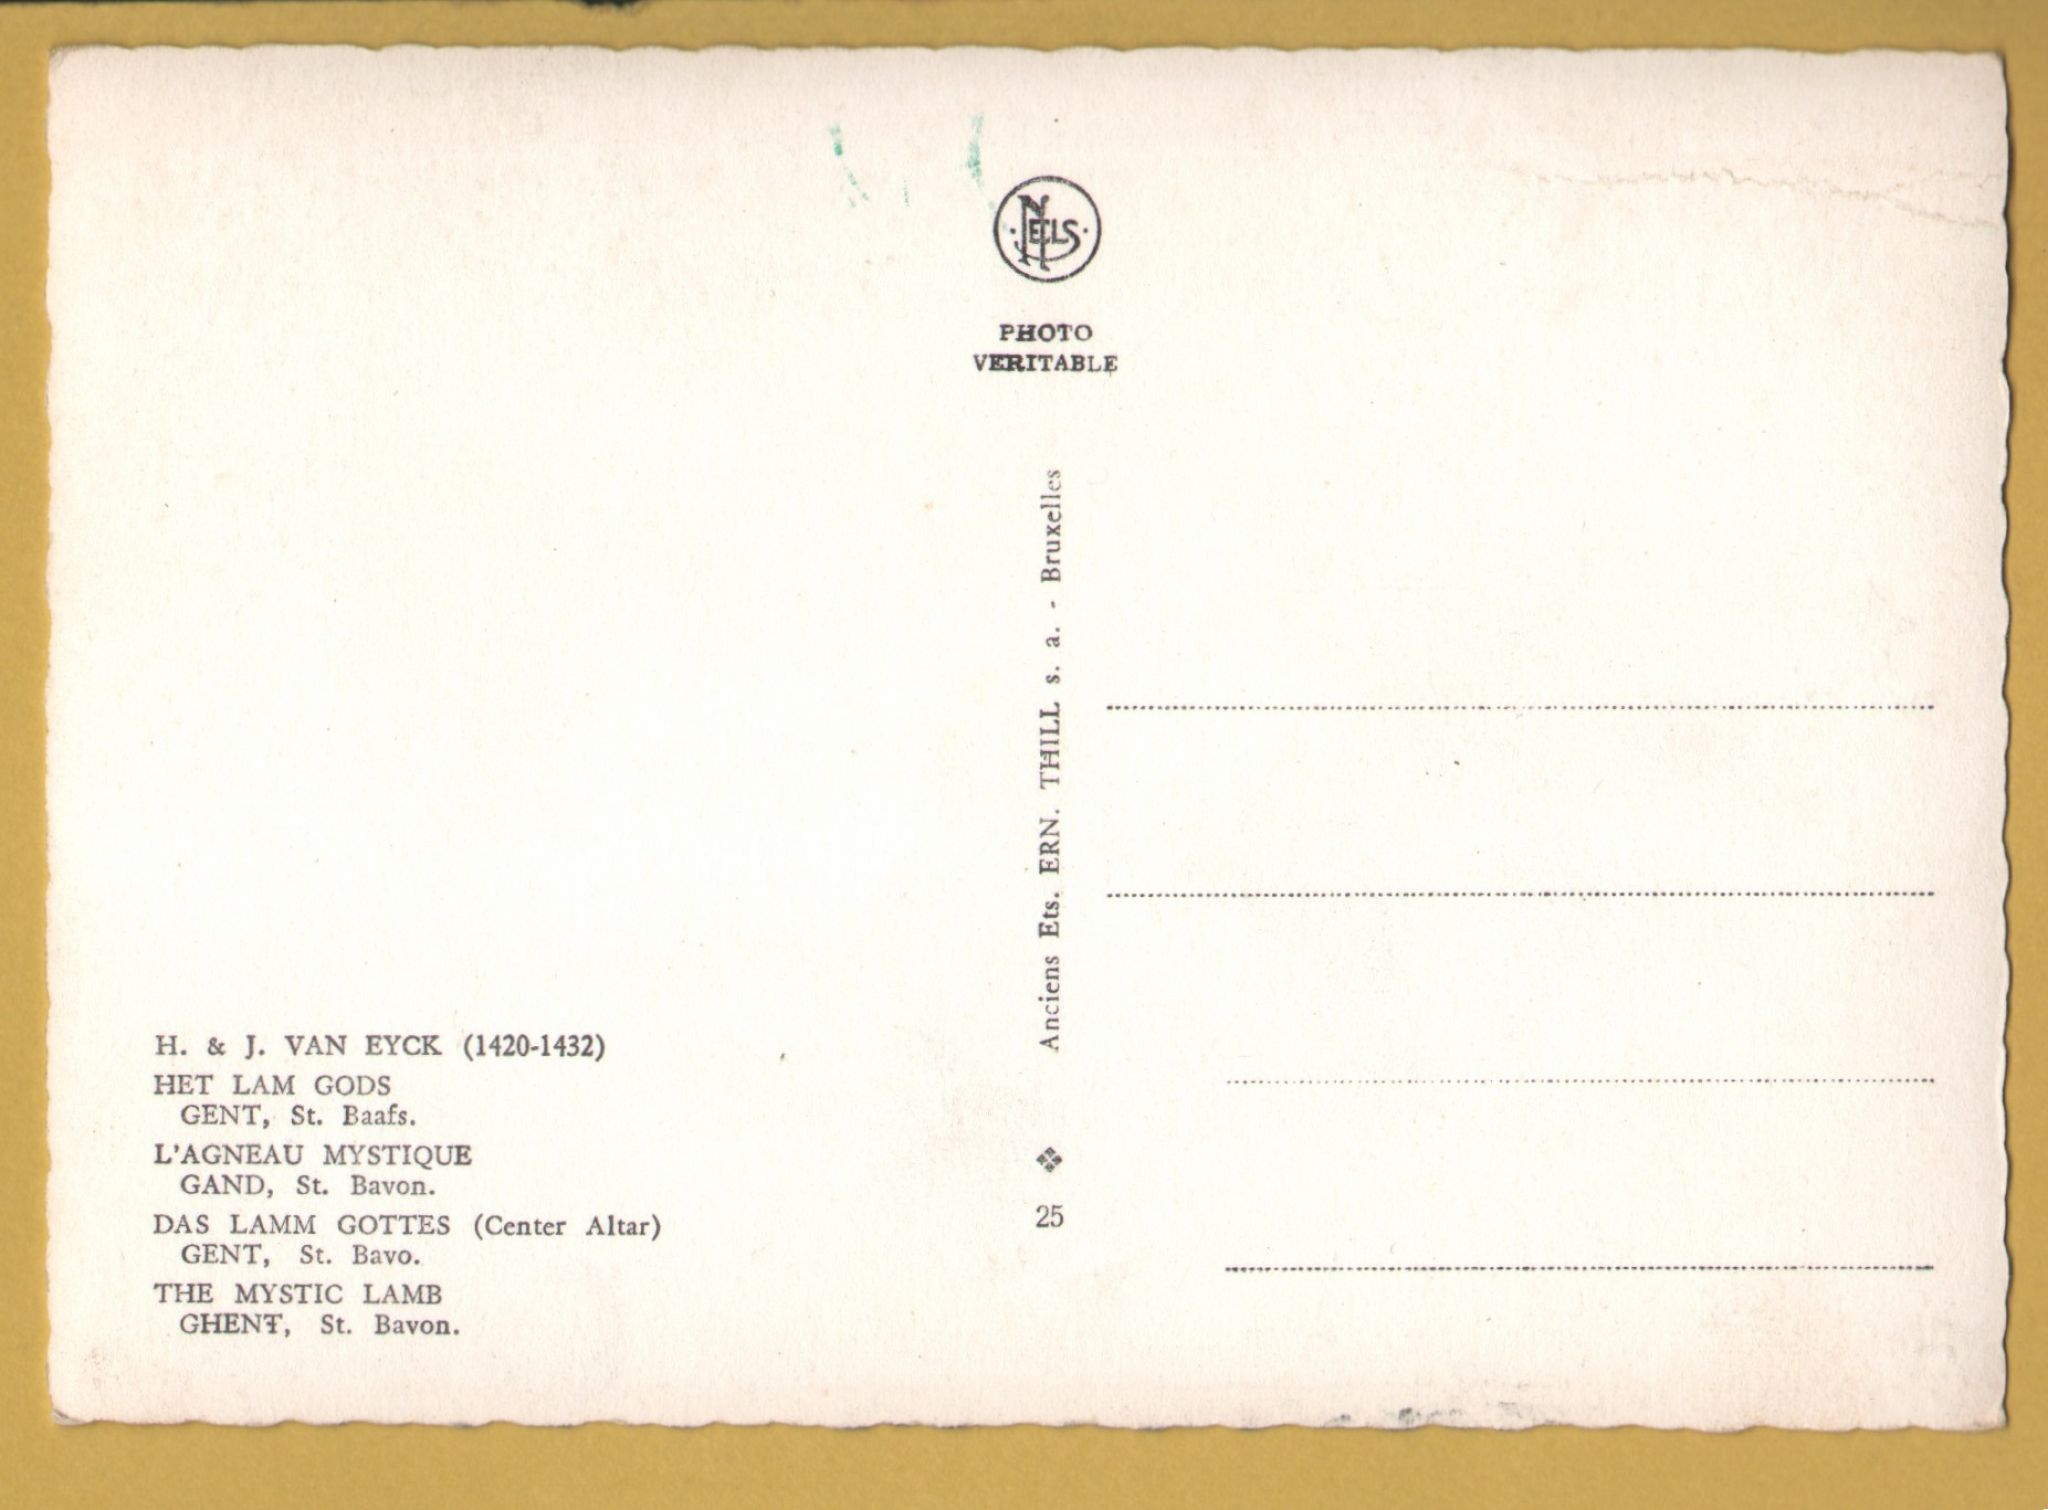 H. & J. VAN EYCK (1420-1432)
HET LAM GODS
GENT, St. Baafs.
L'AGNEAU MYSTIQUE
GAND, St. Bavon.
DAS LAMM GOTTES (Center Altar)
GENT, St. Bavo.
THE MYSTIC LAMB
GHENT, St. Bavon.
NELS
PHOTO
VERITABLE
Anciens Ets. ERN. THILL s. a. - Bruxelles
25